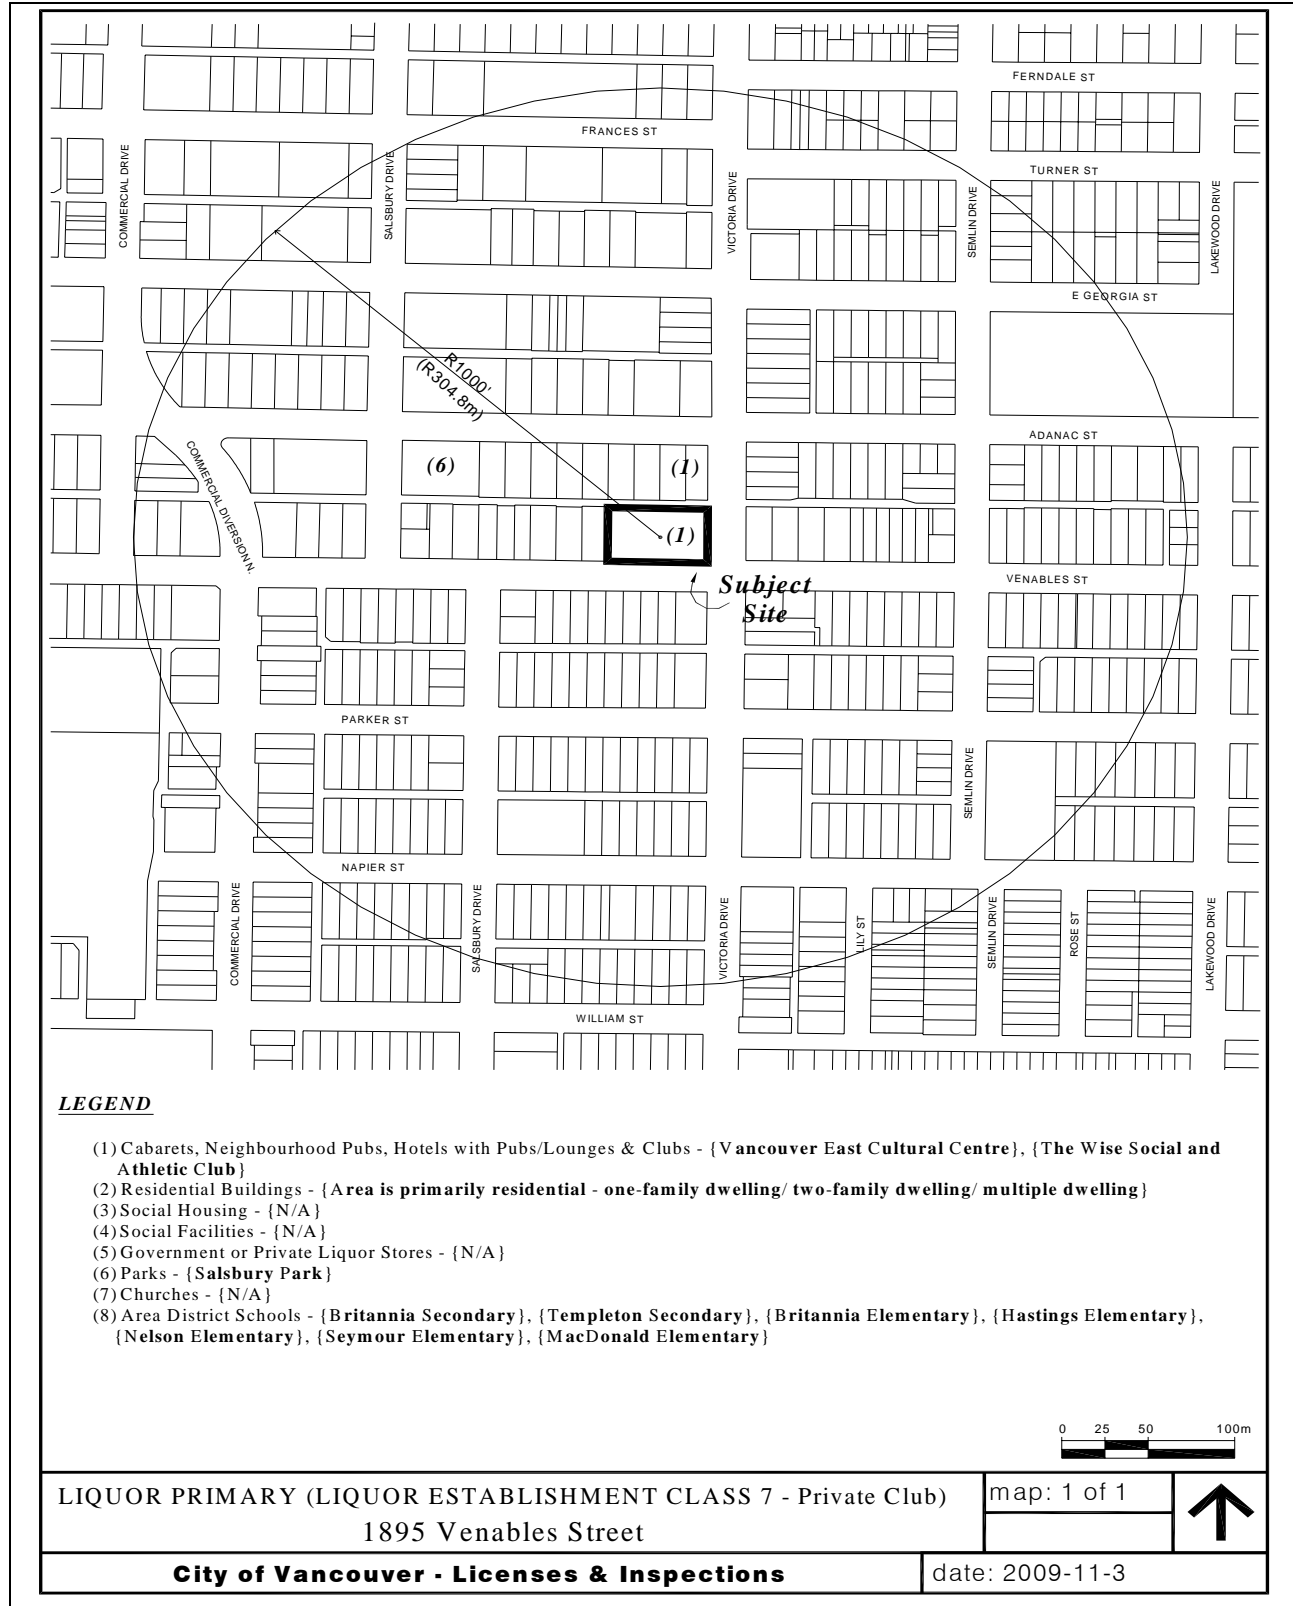 FERNDALE ST
FRANCES ST
TURNER ST
COMMERCIAL DRIVE
SALSBURY DRIVE
VICTORIA DRIVE
SEMLIN DRIVE
LAKEWOOD DRIVE
E GEORGIA ST
R1000'
(R304.8m)
ADANAC ST
(6)
(1)
COMMERCIAL DIVERSION N.
(1)
VENABLES ST
Subject
Site
PARKER ST
SEMLIN DRIVE
NAPIER ST
COMMERCIAL DRIVE
SALSBURY DRIVE
VICTORIA DRIVE
LILY ST
SEMLIN DRIVE
ROSE ST
LAKEWOOD DRIVE
WILLIAM ST
LEGEND
(1) Cabarets, Neighbourhood Pubs, Hotels with Pubs/Lounges & Clubs - {Vancouver East Cultural Centre}, {The Wise Social and
Athletic Club}
(2) Residential Buildings - {Area is primarily residential - one-family dwelling/ two-family dwelling/ multiple dwelling}
(3) Social Housing - {N/A}
(4) Social Facilities - {N/A}
(5) Government or Private Liquor Stores - {N/A}
(6) Parks - {Salsbury Park}
(7) Churches - {N/A}
(8) Area District Schools - {Britannia Secondary}, {Templeton Secondary}, {Britannia Elementary}, {Hastings Elementary},
{Nelson Elementary}, {Seymour Elementary}, {MacDonald Elementary}
0 25 50 100m
LIQUOR PRIMARY (LIQUOR ESTABLISHMENT CLASS 7 - Private Club)
1895 Venables Street
map: 1 of 1
City of Vancouver - Licenses & Inspections
date: 2009-11-3